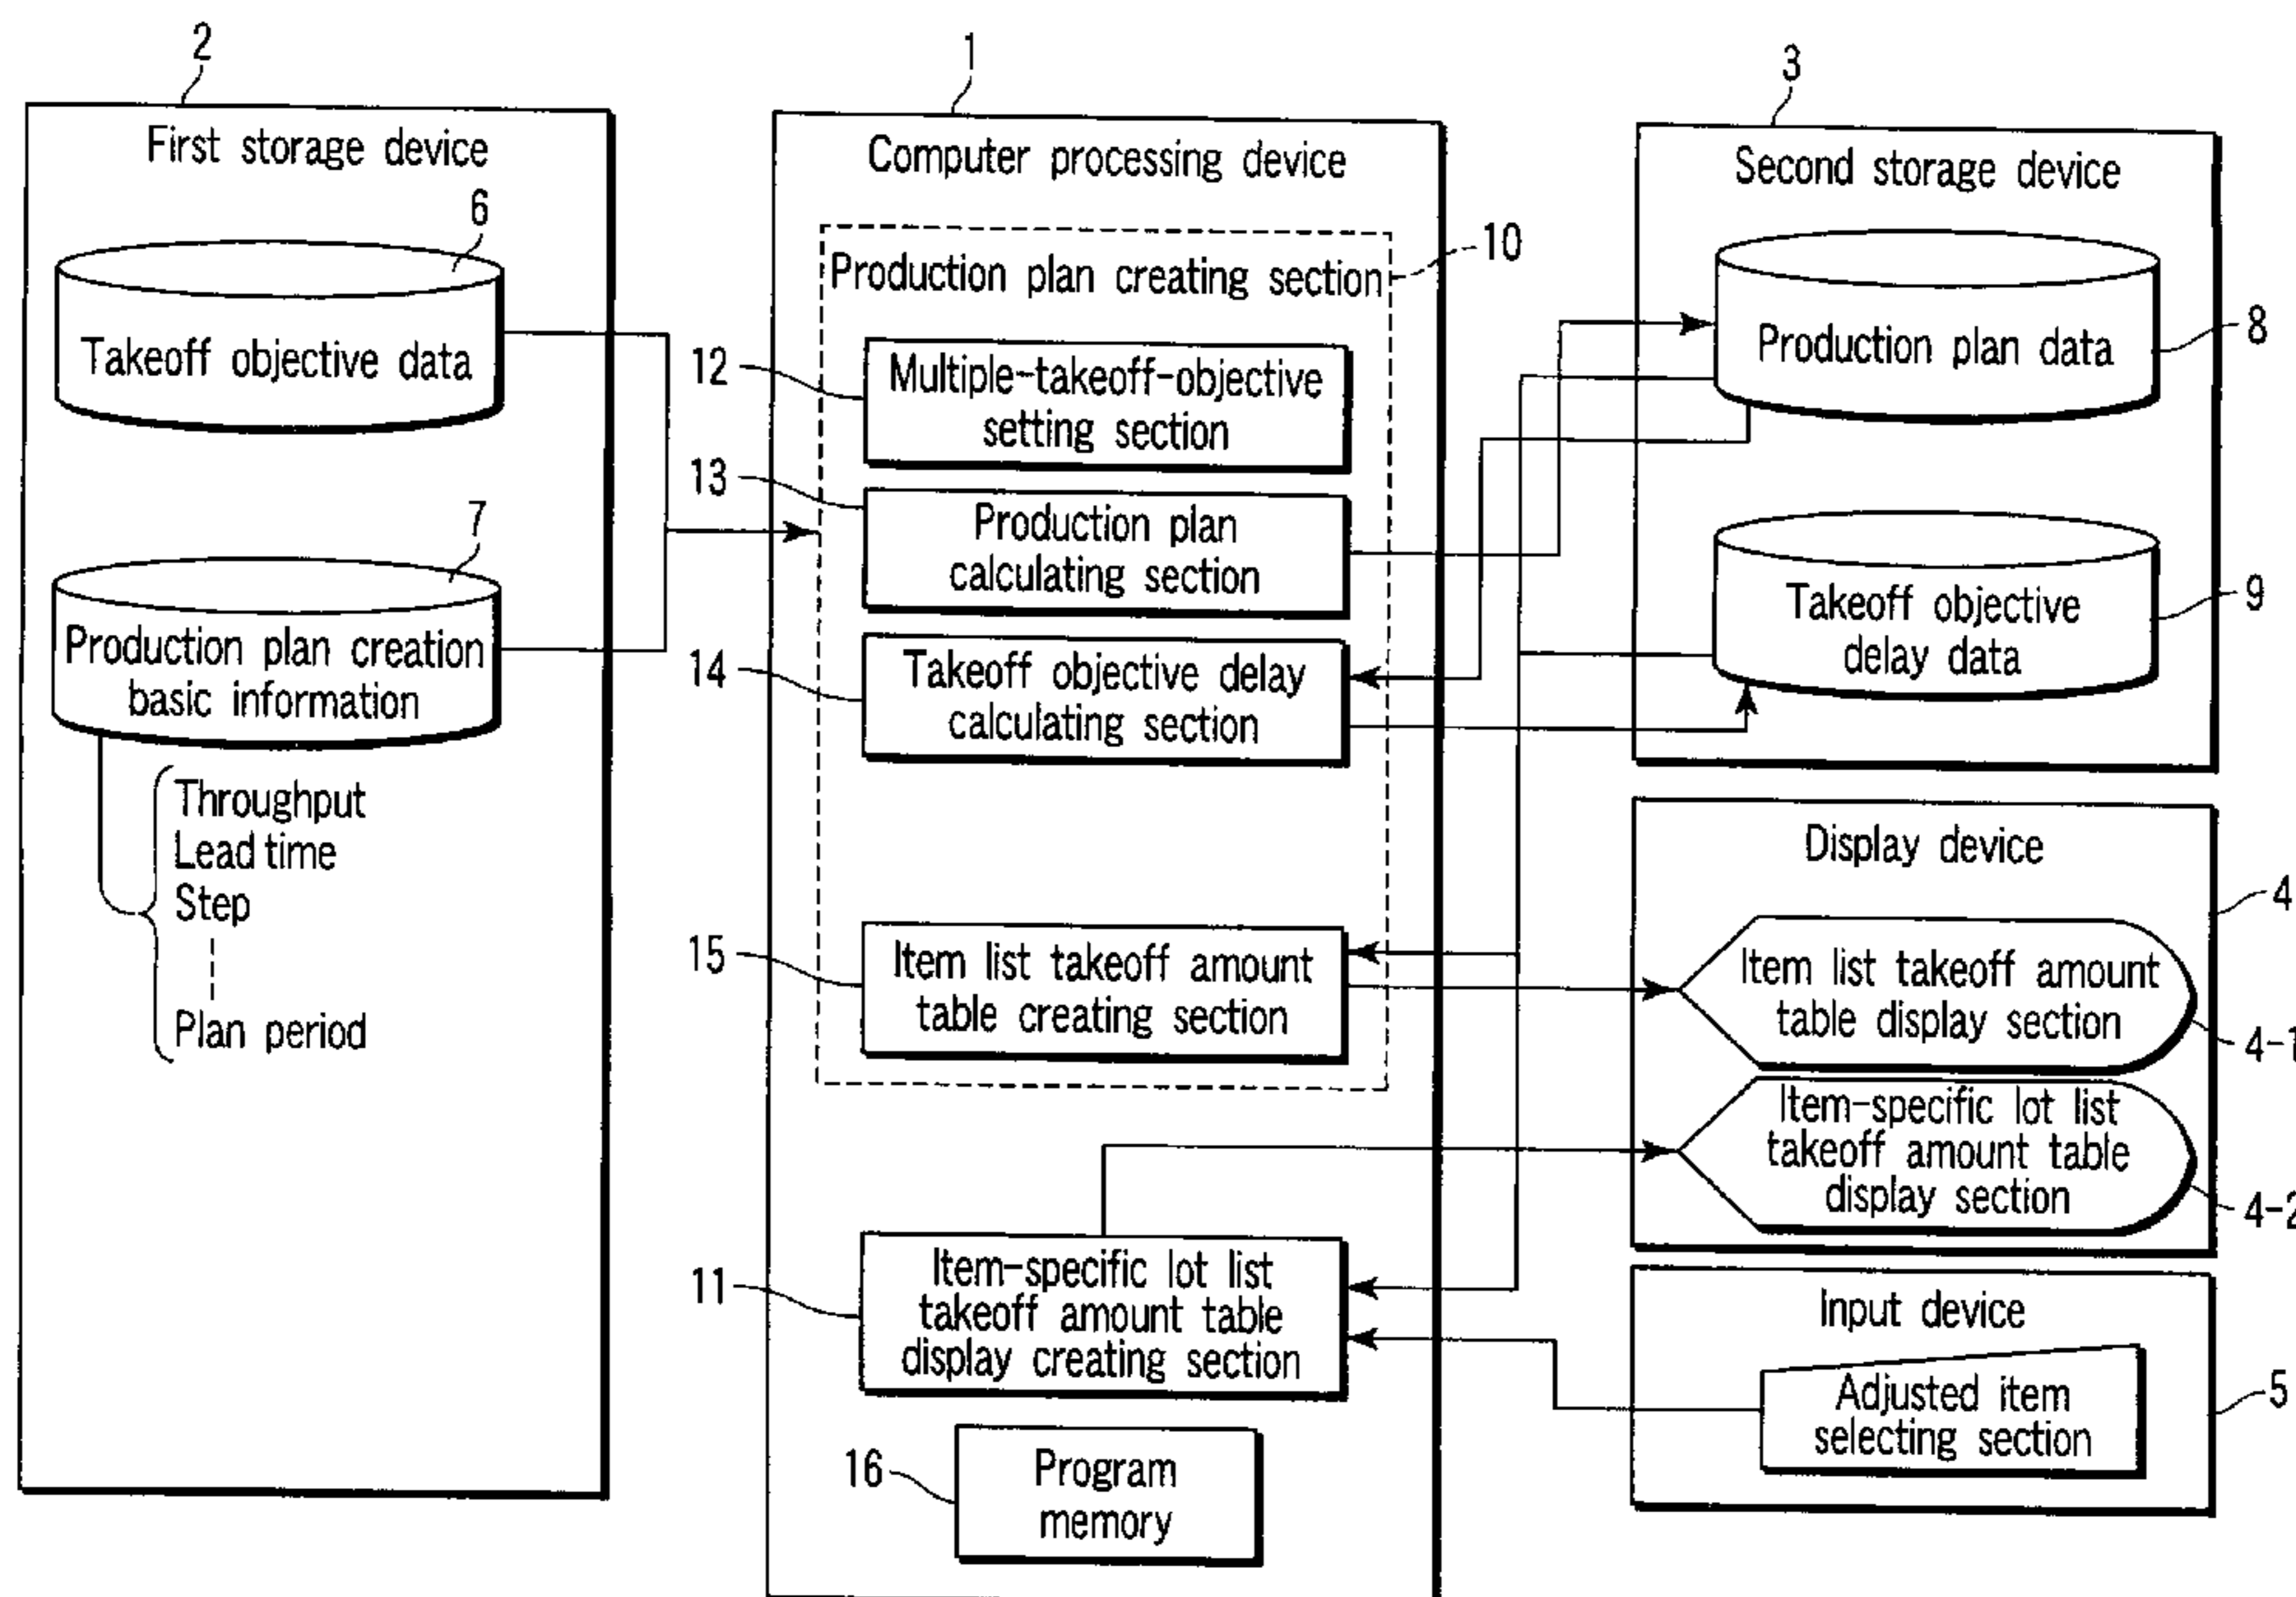 2
First storage device
6
Takeoff objective data
7
Production plan creation
basic information
Throughput
Lead time
Step
Plan period
1
Computer processing device
10
Production plan creating section
12
Multiple-takeoff-objective
setting section
13
Production plan
calculating section
14
Takeoff objective delay
calculating section
15
Item list takeoff amount
table creating section
11
Item-specific lot list
takeoff amount table
display creating section
16
Program
memory
3
Second storage device
Production plan data
8
Takeoff objective
delay data
9
Display device
4
Item list takeoff amount
table display section
4-1
Item-specific lot list
takeoff amount table
display section
4-2
Input device
Adjusted item
selecting section
5